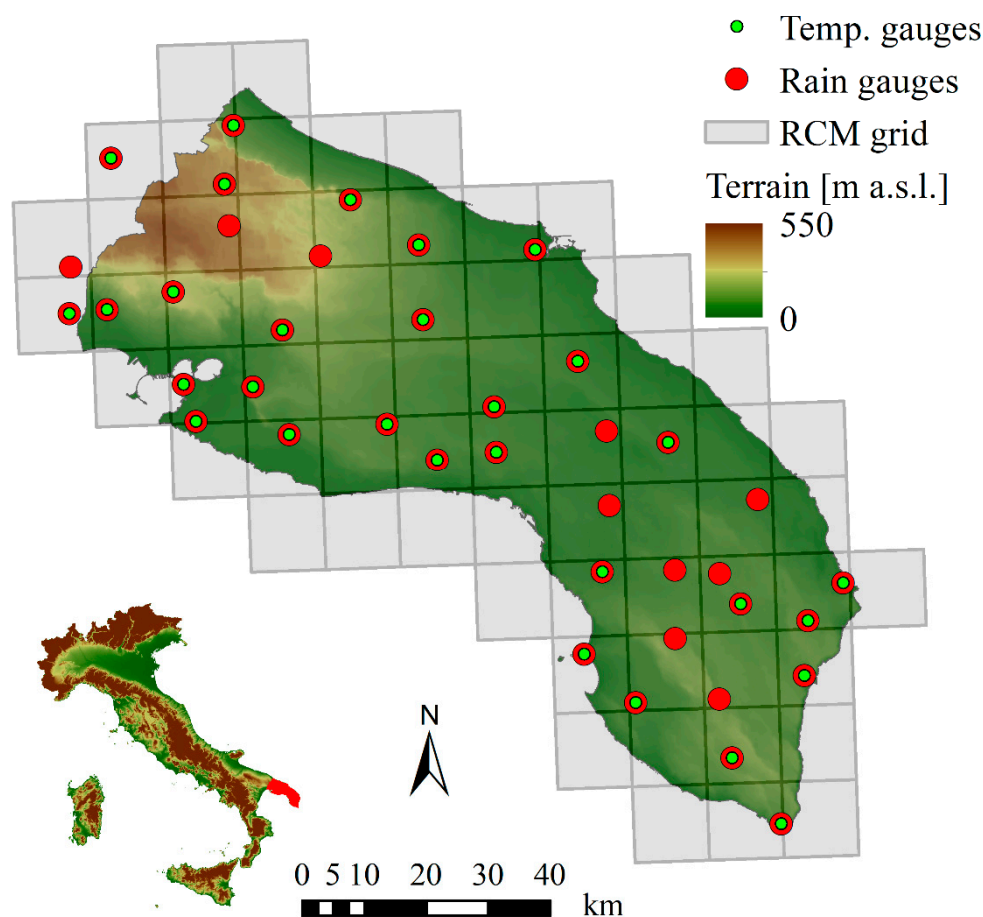 Temp. gauges
Rain gauges
RCM grid
Terrain [m a.s.l.]
550
0
N
0 5 10 20 30 40
km